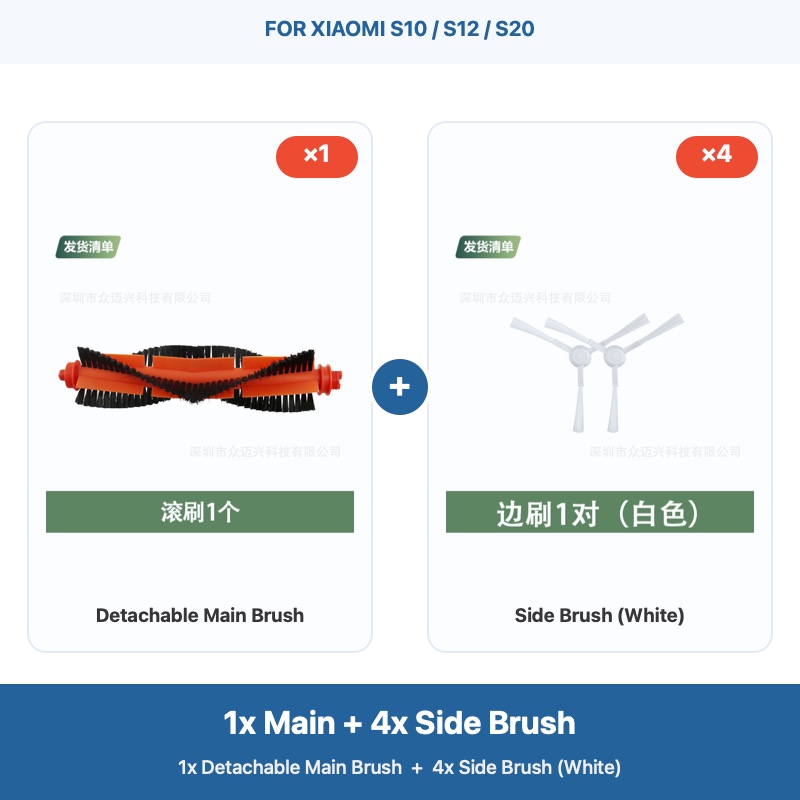 FOR XIAOMI S10 / S12 / S20
×1
×4
发货清单
发货清单
深圳市众迈兴科技有限公司
深圳市众迈兴科技有限公司
+
深圳市众迈兴科技有限公司
深圳市众迈兴科技有限公司
滚刷1个
边刷1对（白色）
Detachable Main Brush
Side Brush (White)
1x Main + 4x Side Brush
1x Detachable Main Brush + 4x Side Brush (White)